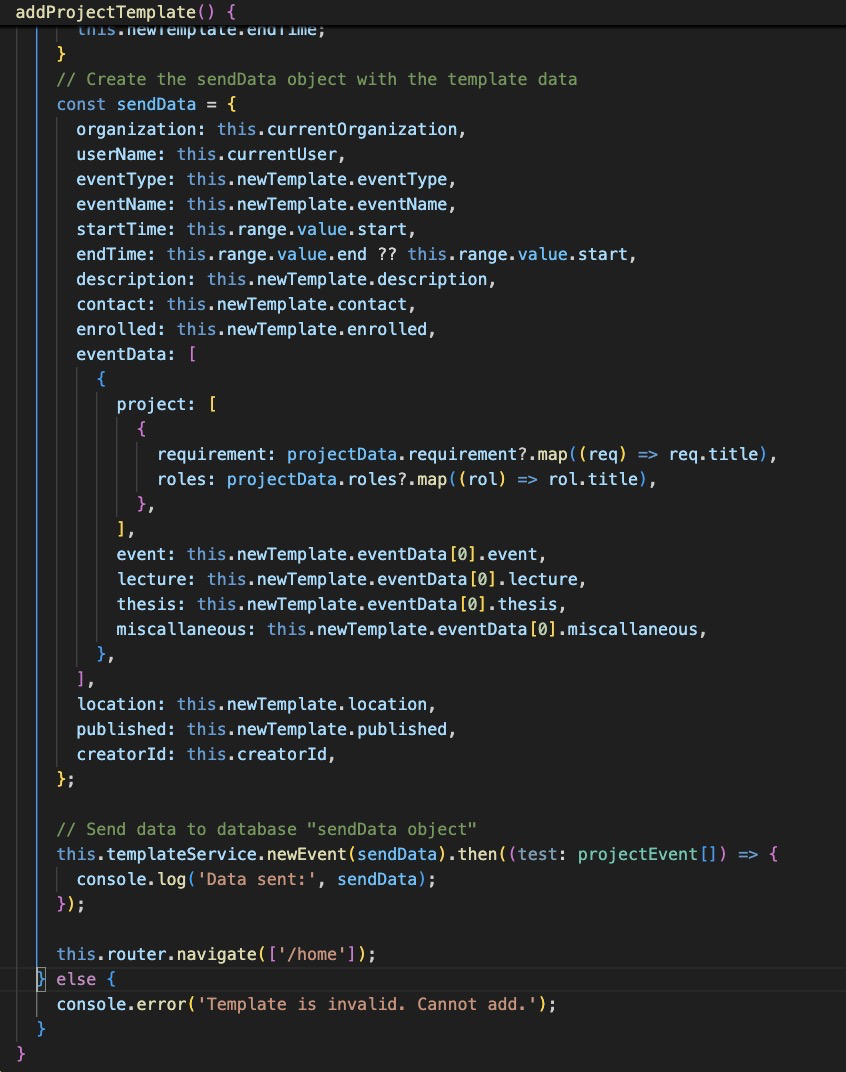 addProjectTemplate() {
this.newTemplate.endTime;
}
// Create the sendData object with the template data
const sendData = {
organization: this.currentOrganization,
userName: this.currentUser,
eventType: this.newTemplate.eventType,
eventName: this.newTemplate.eventName,
startTime: this.range.value.start,
endTime: this.range.value.end ?? this.range.value.start,
description: this.newTemplate.description,
contact: this.newTemplate.contact,
enrolled: this.newTemplate.enrolled,
eventData: [
{
project: [
{
requirement: projectData.requirement?.map((req) => req.title),
roles: projectData.roles?.map((rol) => rol.title),
},
],
event: this.newTemplate.eventData[0].event,
lecture: this.newTemplate.eventData[0].lecture,
thesis: this.newTemplate.eventData[0].thesis,
miscallaneous: this.newTemplate.eventData[0].miscallaneous,
},
],
location: this.newTemplate.location,
published: this.newTemplate.published,
creatorId: this.creatorId,
};
// Send data to database "sendData object"
this.templateService.newEvent(sendData).then((test: projectEvent[]) => {
console.log('Data sent:', sendData);
});
this.router.navigate(['/home']);
} else {
console.error('Template is invalid. Cannot add.');
}
}